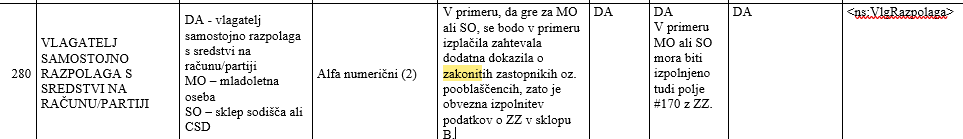 280
VLAGATELJ
SAMOSTOJNO
RAZPOLAGA S
SREDSTVI NA
RAČUNU/PARTIJI
DA - vlagatelj
samostojno razpolaga
s sredstvi na
računu/partiji
MO – mladoletna
oseba
SO – sklep sodišča ali
CSD
Alfa numerični (2)
V primeru, da gre za MO
ali SO, se bodo v primeru
izplačila zahtevala
dodatna dokazila o
zakonitih zastopnikih oz.
pooblaščencih, zato je
obvezna izpolnitev
podatkov o ZZ v sklopu
B.
DA
DA
V primeru
MO ali SO
mora biti
izpolnjeno
tudi polje
#170 z ZZ.
DA
<ns:VlgRazpolaga>